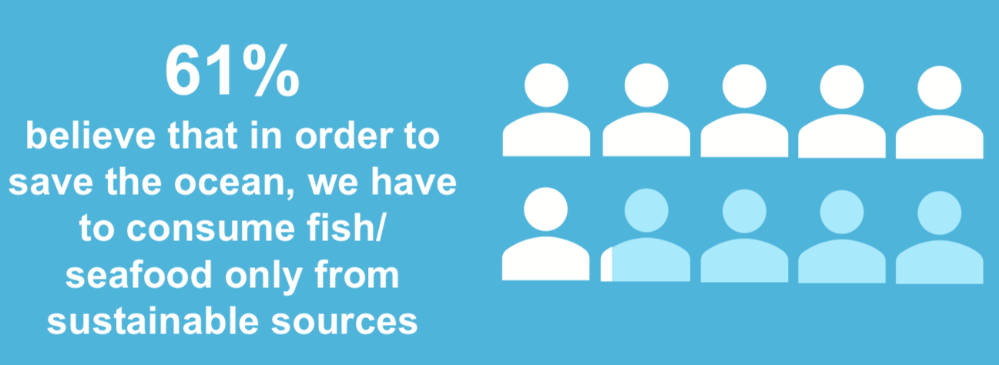 61%
believe that in order to
save the ocean, we have
to consume fish/
seafood only from
sustainable sources